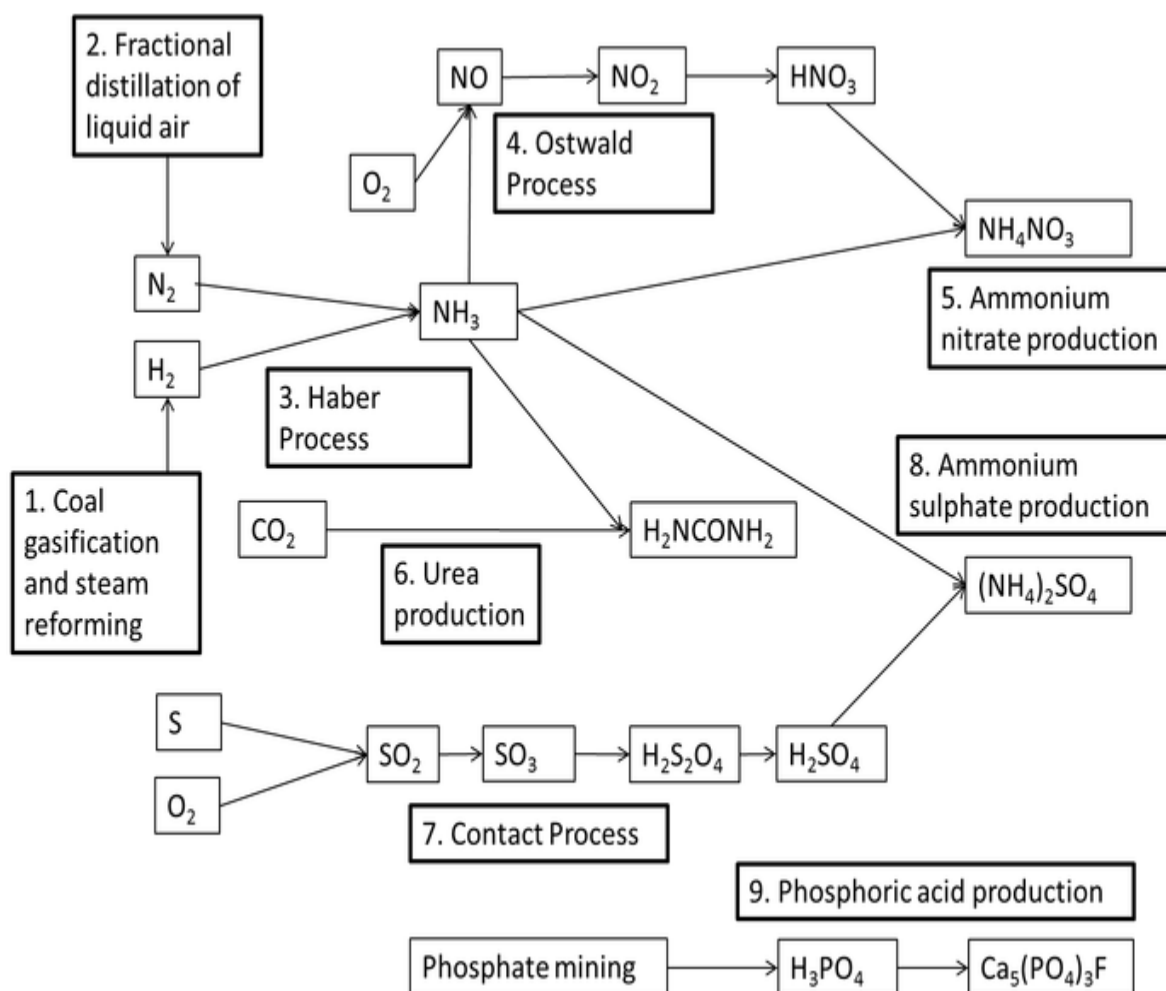 2. Fractional
distillation of
liquid air
NO
NO₂
HNO₃
4. Ostwald
Process
O₂
NH₄NO₃
N₂
NH₃
5. Ammonium
nitrate production
H₂
3. Haber
Process
8. Ammonium
sulphate production
1. Coal
gasification
and steam
reforming
CO₂
H₂NCONH₂
6. Urea
production
(NH₄)₂SO₄
S
SO₂
SO₃
H₂S₂O₄
H₂SO₄
O₂
7. Contact Process
9. Phosphoric acid production
Phosphate mining
H₃PO₄
Ca₅(PO₄)₃F